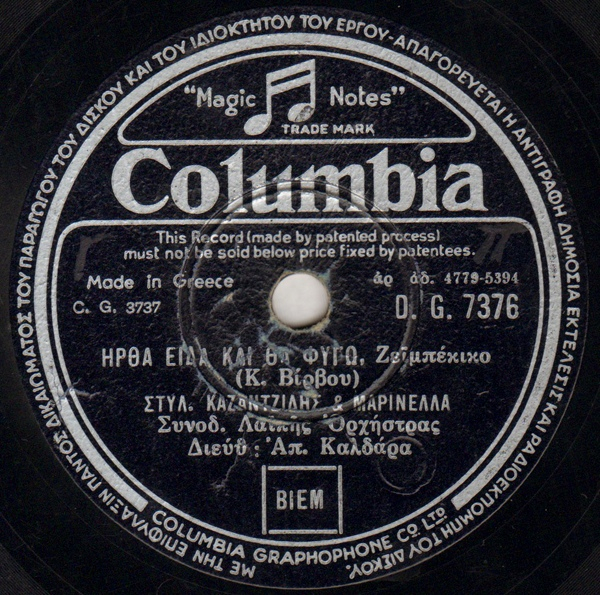 ΜΕ ΤΗΝ ΕΠΙΦΥΛΑΞΙΝ ΠΑΝΤΟΣ ΔΙΚΑΙΩΜΑΤΟΣ ΤΟΥ ΠΑΡΑΓΩΓΟΥ ΤΟΥ ΔΙΣΚΟΥ ΚΑΙ ΤΟΥ ΙΔΙΟΚΤΗΤΟΥ ΤΟΥ ΕΡΓΟΥ-ΑΠΑΓΟΡΕΥΕΤΑΙ Η ΑΝΤΙΓΡΑΦΗ ΔΗΜΟΣΙΑ ΕΚΤΕΛΕΣΙΣ ΚΑΙ ΡΑΔΙΟΕΚΠΟΜΠΗ ΤΟΥ ΔΙΣΚΟΥ.
"Magic Notes"
TRADE MARK
Columbia
This Record (made by patented process)
must not be sold below price fixed by patentees.
Made in Greece ἀρ ἀδ. 4779-5394
C. G. 3737 D. G. 7376
ΗΡΘΑ ΕΙΔΑ ΚΑΙ ΘΑ ΦΥΓΩ, Ζεϊμπέκικο
(Κ. Βίρβου)
ΣΤΥΛ. ΚΑΖΑΝΤΖΙΔΗΣ & ΜΑΡΙΝΕΛΛΑ
Συνοδ. Λαϊκῆς Ὀρχήστρας
Διεύθ: Ἀπ. Καλδάρα
BIEM
COLUMBIA GRAPHOPHONE CO LTD